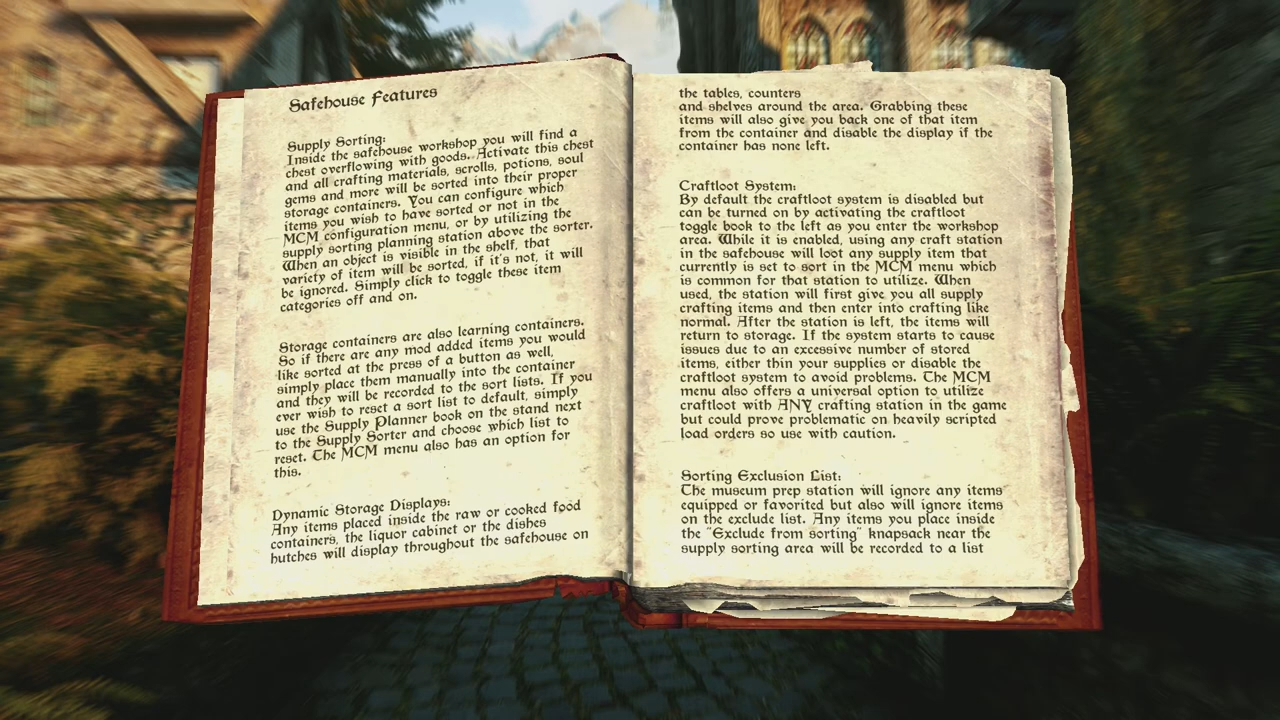 Safehouse Features
Supply Sorting:
Inside the safehouse workshop you will find a
chest overflowing with goods. Activate this chest
and all crafting materials, scrolls, potions, soul
gems and more will be sorted into their proper
storage containers. You can configure which
items you wish to have sorted or not in the
MCM configuration menu, or by utilizing the
supply sorting planning station above the sorter.
When an object is visible in the shelf, that
variety of item will be sorted, if it's not, it will
be ignored. Simply click to toggle these item
categories off and on.
Storage containers are also learning containers.
So if there are any mod added items you would
like sorted at the press of a button as well,
simply place them manually into the container
and they will be recorded to the sort lists. If you
ever wish to reset a sort list to default, simply
use the Supply Planner book on the stand next
to the Supply Sorter and choose which list to
reset. The MCM menu also has an option for
this.
Dynamic Storage Displays:
Any items placed inside the raw or cooked food
containers, the liquor cabinet or the dishes
hutches will display throughout the safehouse on
the tables, counters
and shelves around the area. Grabbing these
items will also give you back one of that item
from the container and disable the display if the
container has none left.
Craftloot System:
By default the craftloot system is disabled but
can be turned on by activating the craftloot
toggle book to the left as you enter the workshop
area. While it is enabled, using any craft station
in the safehouse will loot any supply item that
currently is set to sort in the MCM menu which
is common for that station to utilize. When
used, the station will first give you all supply
crafting items and then enter into crafting like
normal. After the station is left, the items will
return to storage. If the system starts to cause
issues due to an excessive number of stored
items, either thin your supplies or disable the
craftloot system to avoid problems. The MCM
menu also offers a universal option to utilize
craftloot with ANY crafting station in the game
but could prove problematic on heavily scripted
load orders so use with caution.
Sorting Exclusion List:
The museum prep station will ignore any items
equipped or favorited but also will ignore items
on the exclude list. Any items you place inside
the "Exclude from sorting" knapsack near the
supply sorting area will be recorded to a list